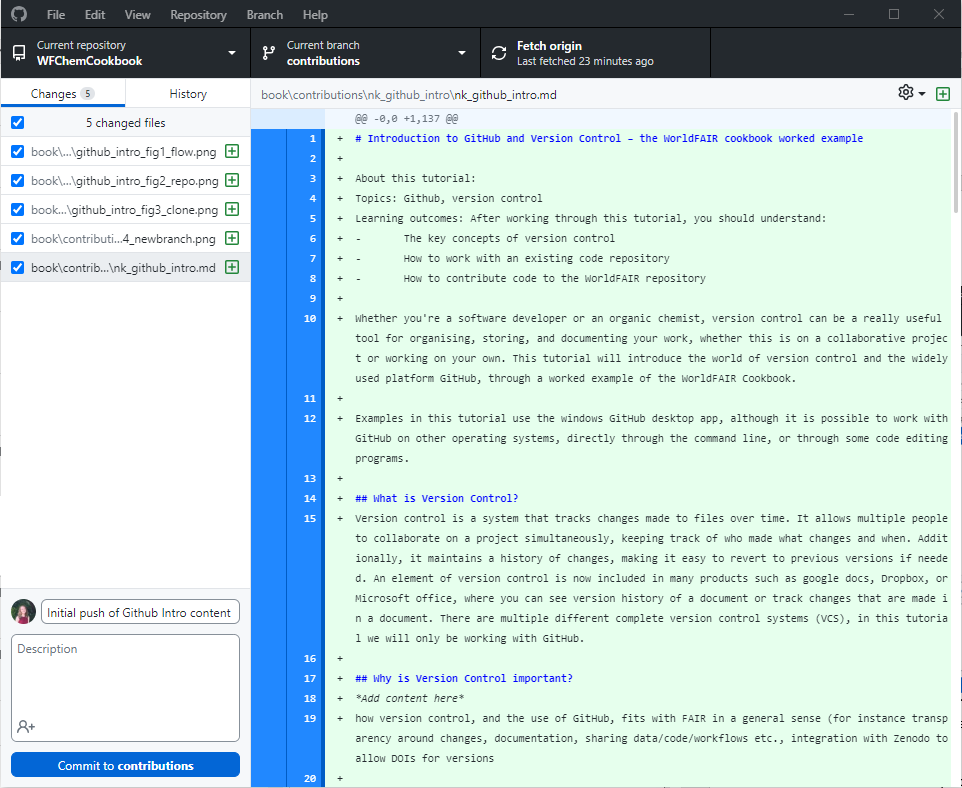 File Edit View Repository Branch Help
Current repository
WFChemCookbook
Current branch
contributions
Fetch origin
Last fetched 23 minutes ago
Changes 5 History
5 changed files
book\...\github_intro_fig1_flow.png
book\...\github_intro_fig2_repo.png
book...\github_intro_fig3_clone.png
book\contributi...4_newbranch.png
book\contrib...\nk_github_intro.md
Initial push of Github Intro content
Description
Commit to contributions
book\contributions\nk_github_intro\nk_github_intro.md
@@ -0,0 +1,137 @@
1 + # Introduction to GitHub and Version Control – the WorldFAIR cookbook worked example
2 +
3 + About this tutorial:
4 + Topics: Github, version control
5 + Learning outcomes: After working through this tutorial, you should understand:
6 + - The key concepts of version control
7 + - How to work with an existing code repository
8 + - How to contribute code to the WorldFAIR repository
9 +
10 + Whether you're a software developer or an organic chemist, version control can be a really useful
tool for organising, storing, and documenting your work, whether this is on a collaborative projec
t or working on your own. This tutorial will introduce the world of version control and the widely
used platform GitHub, through a worked example of the WorldFAIR Cookbook.
11 +
12 + Examples in this tutorial use the windows GitHub desktop app, although it is possible to work with
GitHub on other operating systems, directly through the command line, or through some code editing
programs.
13 +
14 + ## What is Version Control?
15 + Version control is a system that tracks changes made to files over time. It allows multiple people
to collaborate on a project simultaneously, keeping track of who made what changes and when. Addit
ionally, it maintains a history of changes, making it easy to revert to previous versions if neede
d. An element of version control is now included in many products such as google docs, Dropbox, or
Microsoft office, where you can see version history of a document or track changes that are made i
n a document. There are multiple different complete version control systems (VCS), in this tutoria
l we will only be working with GitHub.
16 +
17 + ## Why is Version Control important?
18 + *Add content here*
19 + how version control, and the use of GitHub, fits with FAIR in a general sense (for instance transp
arency around changes, documentation, sharing data/code/workflows etc., integration with Zenodo to
allow DOIs for versions
20 +